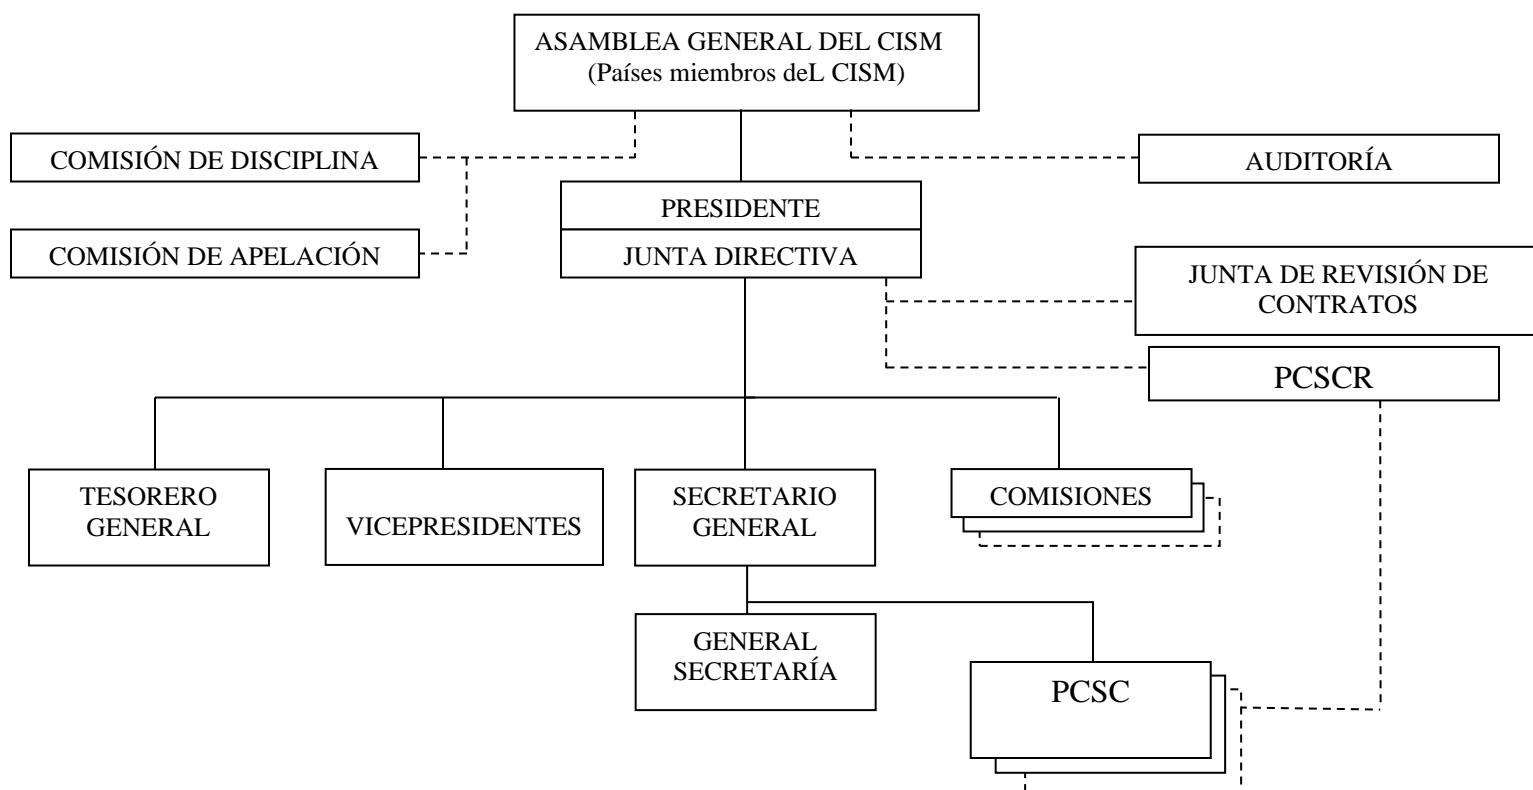 ASAMBLEA GENERAL DEL CISM
(Países miembros deL CISM)
COMISIÓN DE DISCIPLINA
AUDITORÍA
PRESIDENTE
COMISIÓN DE APELACIÓN
JUNTA DIRECTIVA
JUNTA DE REVISIÓN DE
CONTRATOS
PCSCR
TESORERO
GENERAL
VICEPRESIDENTES
SECRETARIO
GENERAL
COMISIONES
GENERAL
SECRETARÍA
PCSC